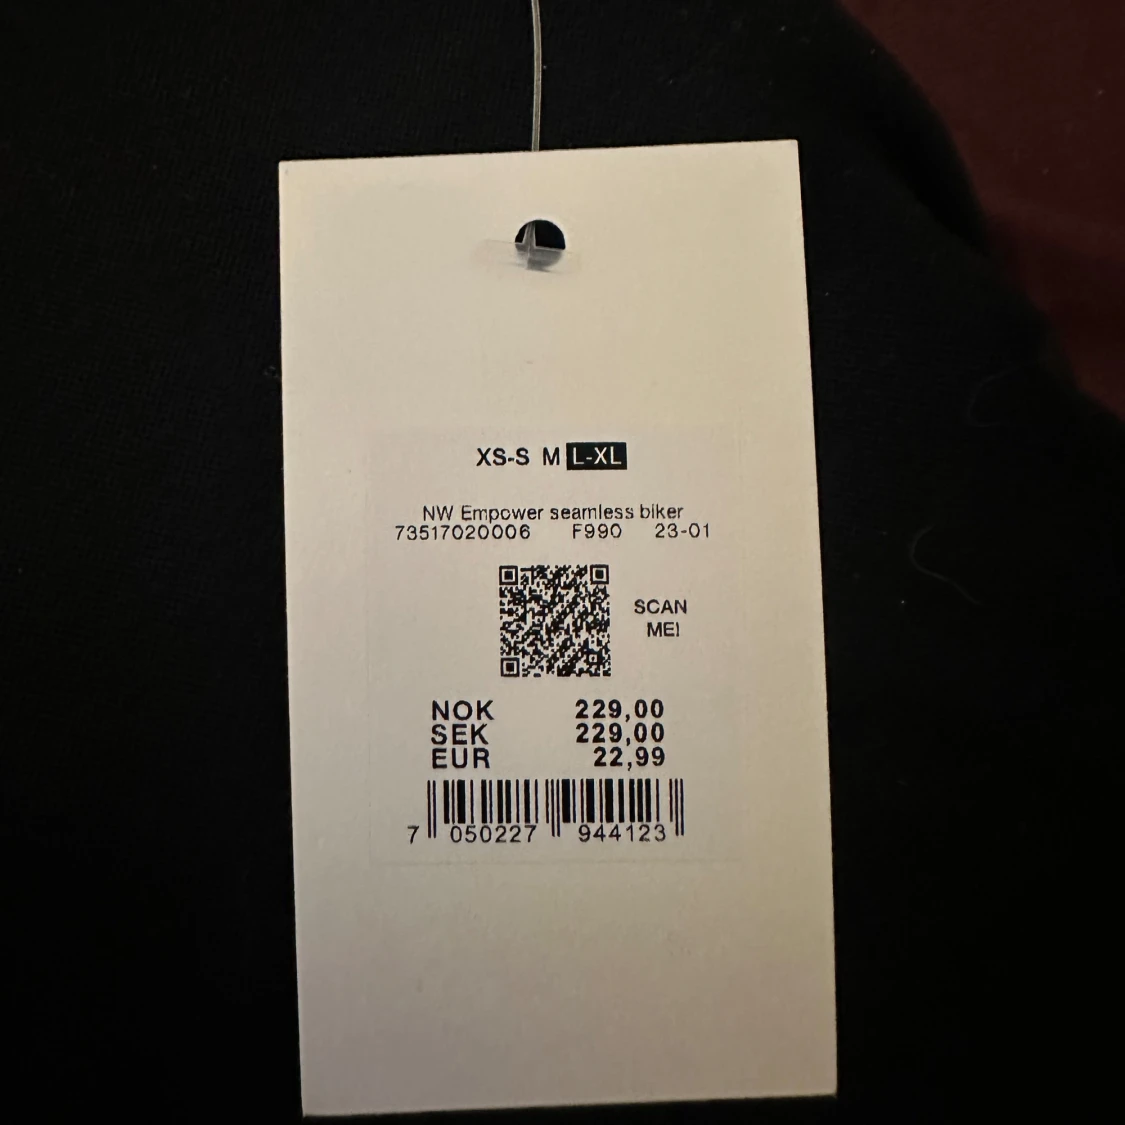 XS-S M L-XL
NW Empower seamless biker
73517020006 F990 23-01
SCAN
ME!
NOK 229,00
SEK 229,00
EUR 22,99
7 050227 944123